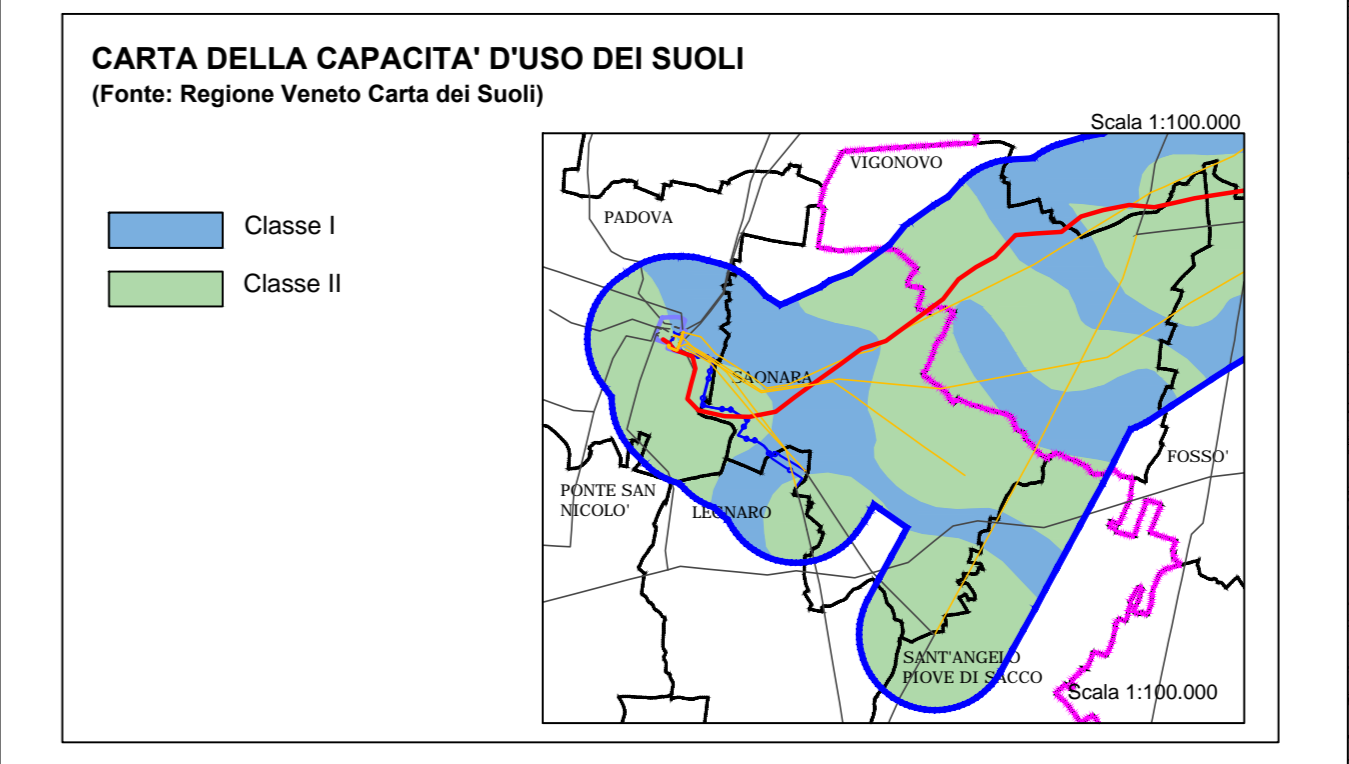 CARTA DELLA CAPACITA' D'USO DEI SUOLI
(Fonte: Regione Veneto Carta dei Suoli)
Scala 1:100.000
Classe I
Classe II
VIGONOVO
PADOVA
SAONARA
FOSSO'
PONTE SAN
NICOLO'
LEGNARO
SANT'ANGELO
PIOVE DI SACCO
Scala 1:100.000